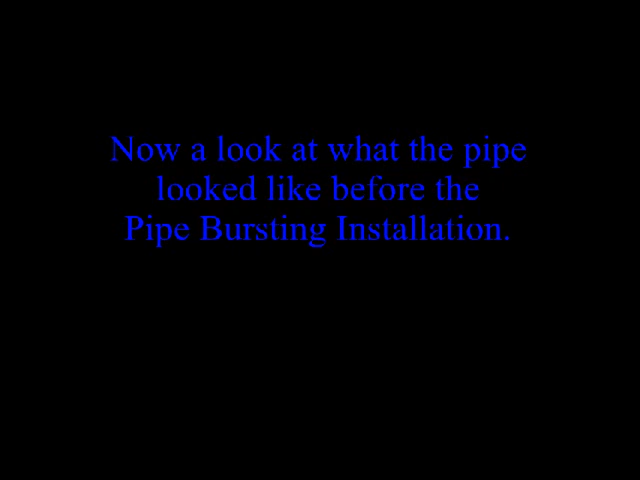 Now a look at what the pipe
looked like before the
Pipe Bursting Installation.